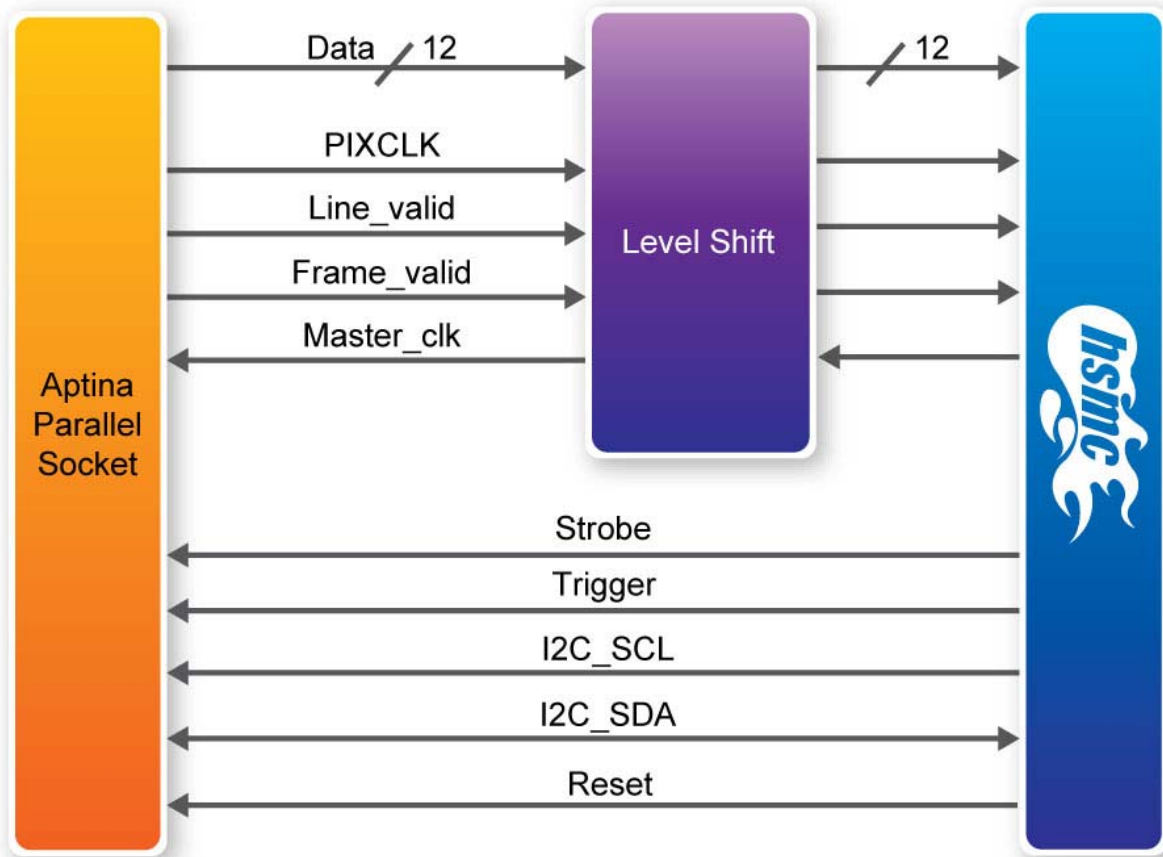 Data
12
12
PIXCLK
Line_valid
Frame_valid
Master_clk
Level Shift
Aptina
Parallel
Socket
hsmc
Strobe
Trigger
I2C_SCL
I2C_SDA
Reset